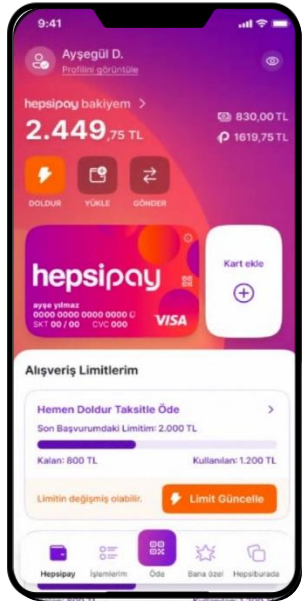 9:41
Ayşegül D.
Profilini görüntüle
hepsipay bakiyem >
2.449,75 TL
830,00 TL
1619,75 TL
DOLDUR YÜKLE GÖNDER
hepsipay
ayşe yılmaz
0000 0000 0000 0000
SKT 00 / 00 CVC 000
VISA
Kart ekle
Alışveriş Limitlerim
Hemen Doldur Taksitle Öde >
Son Başvurumdaki Limitim: 2.000 TL
Kalan: 800 TL Kullanılan: 1.200 TL
Limitin değişmiş olabilir. Limit Güncelle
Hepsipay İşlemlerim Öde Bana özel Hepsiburada